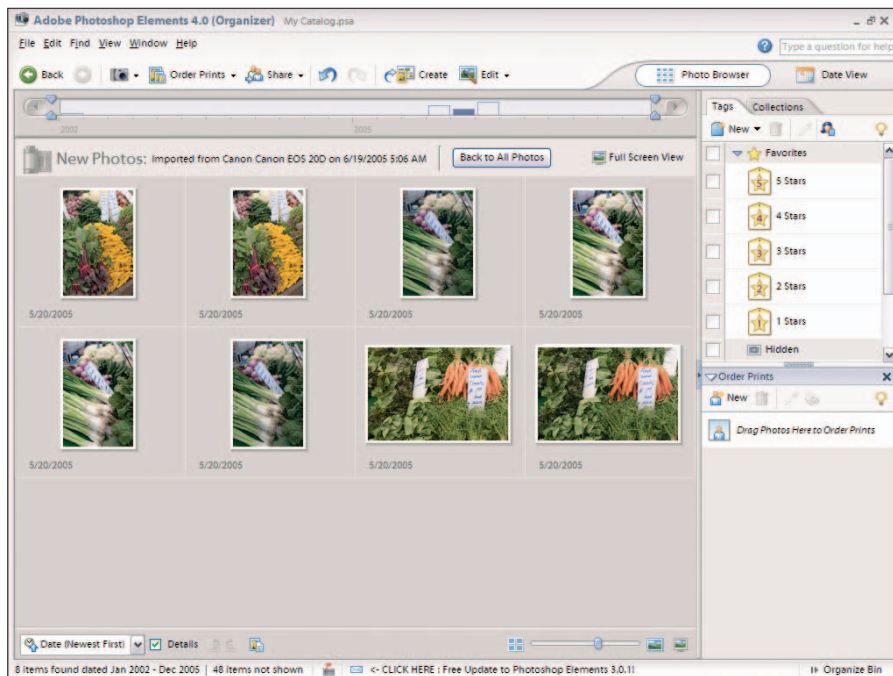 Adobe Photoshop Elements 4.0 (Organizer) My Catalog.psa
File Edit Find View Window Help
Type a question for help
Back Order Prints Share Create Edit Photo Browser Date View
2002 2005
Tags Collections
New
New Photos: Imported from Canon Canon EOS 20D on 6/19/2005 5:06 AM Back to All Photos Full Screen View
Favorites
5 Stars
4 Stars
3 Stars
2 Stars
1 Stars
Hidden
5/20/2005 5/20/2005 5/20/2005 5/20/2005
5/20/2005 5/20/2005 5/20/2005 5/20/2005
Order Prints
New
Drag Photos Here to Order Prints
Date (Newest First) Details
8 items found dated Jan 2002 - Dec 2005 48 items not shown <- CLICK HERE : Free Update to Photoshop Elements 3.0.1! Organize Bin